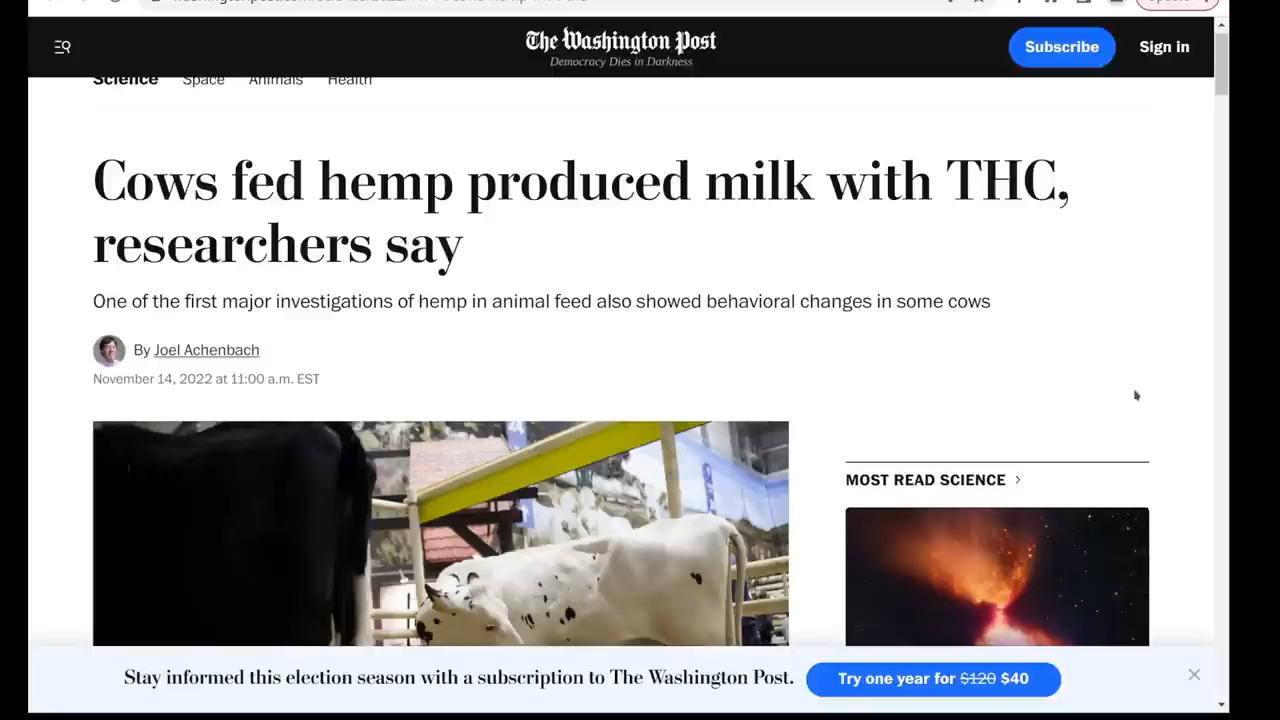 The Washington Post
Democracy Dies in Darkness
Subscribe
Sign in
Science Space Animals Health
Cows fed hemp produced milk with THC,
researchers say
One of the first major investigations of hemp in animal feed also showed behavioral changes in some cows
By Joel Achenbach
November 14, 2022 at 11:00 a.m. EST
MOST READ SCIENCE
Stay informed this election season with a subscription to The Washington Post.
Try one year for $120 $40